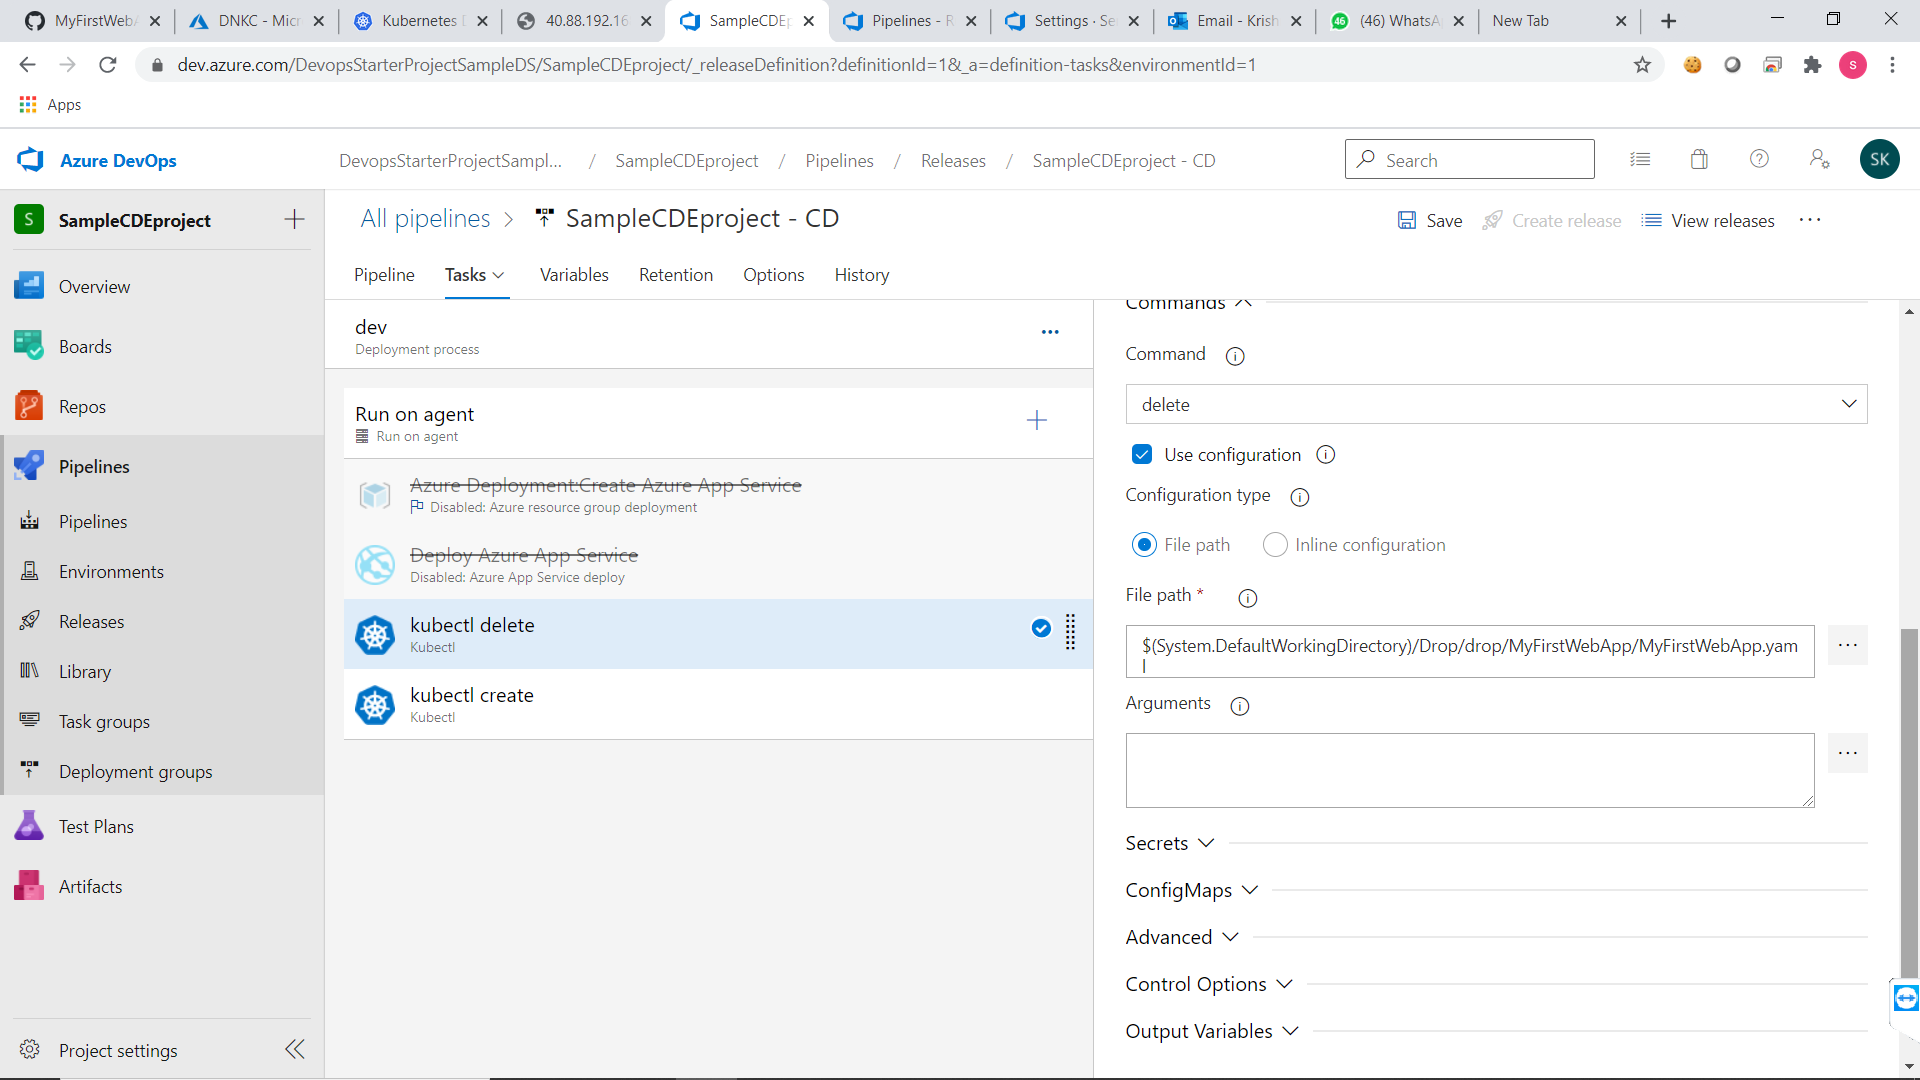 MyFirstWeb
DNKC - Micr
Kubernetes
40.88.192.16
SampleCDEp
Pipelines - R
Settings · Se
Email - Krish
46
(46) WhatsA
New Tab
dev.azure.com/DevopsStarterProjectSampleDS/SampleCDEproject/_releaseDefinition?definitionId=1&_a=definition-tasks&environmentId=1
S
Apps
Azure DevOps
DevopsStarterProjectSampl... / SampleCDEproject / Pipelines / Releases / SampleCDEproject - CD
Search
SK
S
SampleCDEproject
All pipelines > SampleCDEproject - CD
Save
Create release
View releases
Pipeline
Tasks
Variables
Retention
Options
History
Overview
Boards
Repos
Pipelines
Pipelines
Environments
Releases
Library
Task groups
Deployment groups
Test Plans
Artifacts
Project settings
dev
Deployment process
Run on agent
Run on agent
Azure Deployment:Create Azure App Service
Disabled: Azure resource group deployment
Deploy Azure App Service
Disabled: Azure App Service deploy
kubectl delete
Kubectl
kubectl create
Kubectl
Commands
Command
delete
Use configuration
Configuration type
File path
Inline configuration
File path *
$(System.DefaultWorkingDirectory)/Drop/drop/MyFirstWebApp/MyFirstWebApp.yam
l
Arguments
Secrets
ConfigMaps
Advanced
Control Options
Output Variables